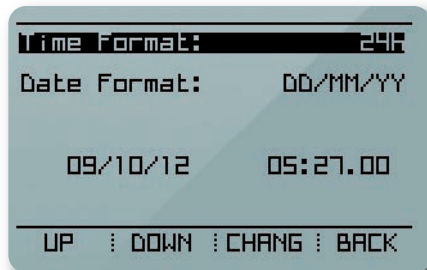 Time Format: 24H
Date Format: DD/MM/YY
09/10/12 05:27.00
UP DOWN CHANG BACK